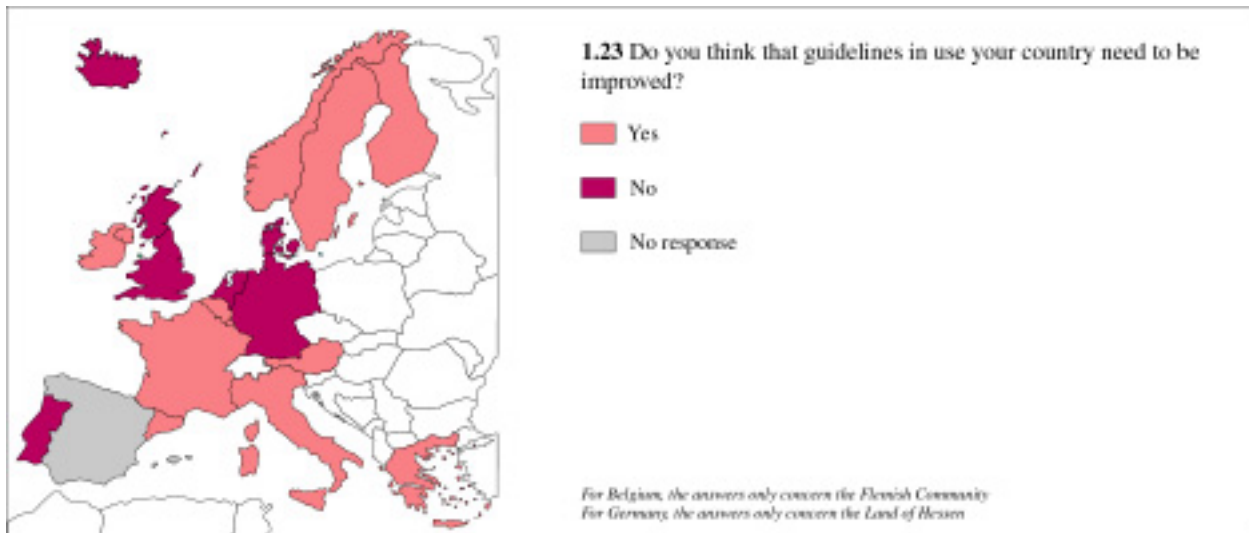 1.23 Do you think that guidelines in use your country need to be
improved?
Yes
No
No response
For Belgium, the answers only concern the Flemish Community
For Germany, the answers only concern the Land of Hessen